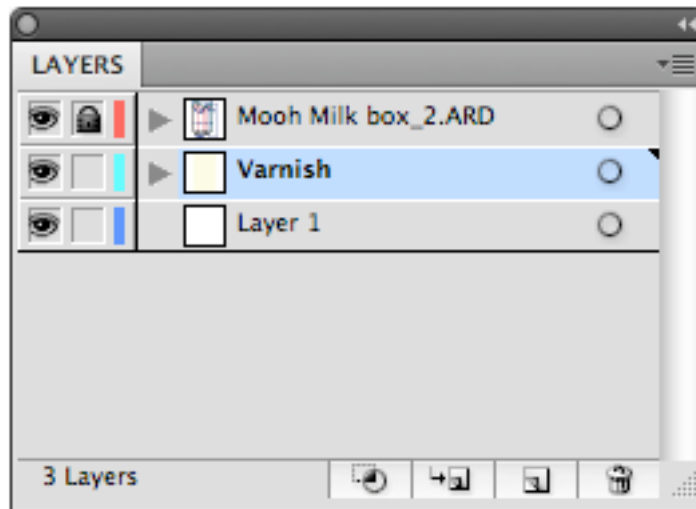 LAYERS
Mooh Milk box_2.ARD
Varnish
Layer 1
3 Layers